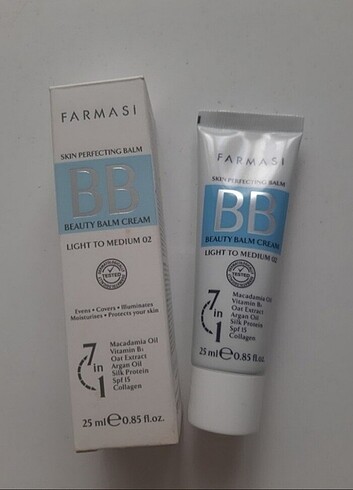 FARMASİ
SKIN PERFECTING BALM
BB
BEAUTY BALM CREAM
LIGHT TO MEDIUM 02
TESTED
Evens • Covers • Illuminates
Moisturises • Protects your skin
7 in 1
Macadamia Oil
Vitamin B₅
Oat Extract
Argan Oil
Silk Protein
Spf 15
Collagen
25 ml e 0.85 fl.oz.
FARMASİ
SKIN PERFECTING BALM
BB
BEAUTY BALM CREAM
LIGHT TO MEDIUM 02
TESTED
7 in 1
Macadamia Oil
Vitamin B₅
Oat Extract
Argan Oil
Silk Protein
Spf 15
Collagen
25 ml e 0.85 fl.oz.